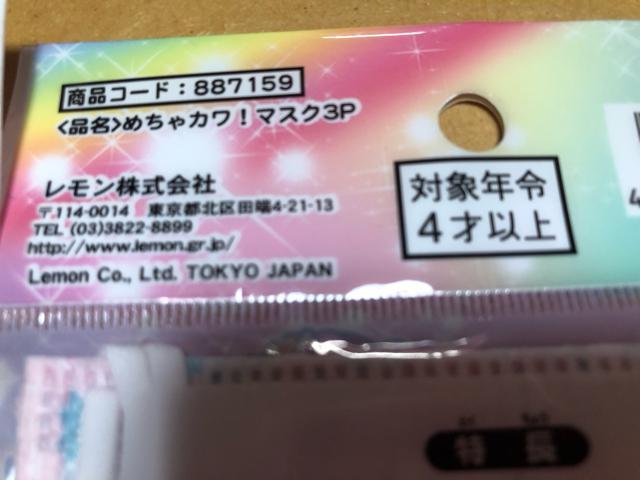 商品コード：887159
<品名>めちゃカワ！マスク3P
レモン株式会社
〒114-0014　東京都北区田端4-21-13
TEL (03)3822-8899
http://www.lemon.gr.jp/
Lemon Co., Ltd. TOKYO JAPAN
対象年令
4才以上
特長